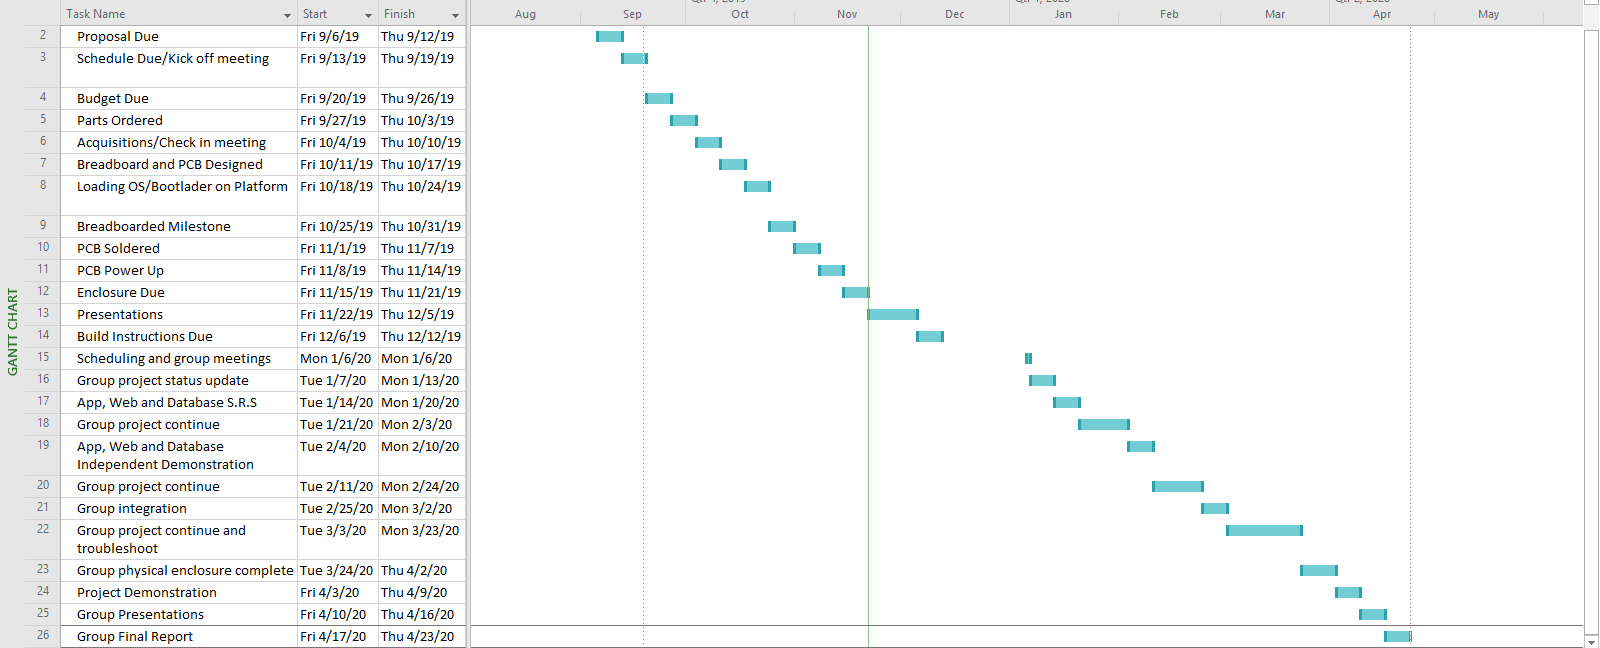 Qtr 1, 2020
Task Name Start Finish Aug Sep Oct Nov Dec Jan Feb Mar Apr May
2 Proposal Due Fri 9/6/19 Thu 9/12/19
3 Schedule Due/Kick off meeting Fri 9/13/19 Thu 9/19/19
4 Budget Due Fri 9/20/19 Thu 9/26/19
5 Parts Ordered Fri 9/27/19 Thu 10/3/19
6 Acquisitions/Check in meeting Fri 10/4/19 Thu 10/10/19
7 Breadboard and PCB Designed Fri 10/11/19 Thu 10/17/19
8 Loading OS/Bootlader on Platform Fri 10/18/19 Thu 10/24/19
9 Breadboarded Milestone Fri 10/25/19 Thu 10/31/19
10 PCB Soldered Fri 11/1/19 Thu 11/7/19
11 PCB Power Up Fri 11/8/19 Thu 11/14/19
12 Enclosure Due Fri 11/15/19 Thu 11/21/19
13 Presentations Fri 11/22/19 Thu 12/5/19
14 Build Instructions Due Fri 12/6/19 Thu 12/12/19
15 Scheduling and group meetings Mon 1/6/20 Mon 1/6/20
16 Group project status update Tue 1/7/20 Mon 1/13/20
17 App, Web and Database S.R.S Tue 1/14/20 Mon 1/20/20
18 Group project continue Tue 1/21/20 Mon 2/3/20
19 App, Web and Database Tue 2/4/20 Mon 2/10/20
Independent Demonstration
20 Group project continue Tue 2/11/20 Mon 2/24/20
21 Group integration Tue 2/25/20 Mon 3/2/20
22 Group project continue and Tue 3/3/20 Mon 3/23/20
troubleshoot
23 Group physical enclosure complete Tue 3/24/20 Thu 4/2/20
24 Project Demonstration Fri 4/3/20 Thu 4/9/20
25 Group Presentations Fri 4/10/20 Thu 4/16/20
26 Group Final Report Fri 4/17/20 Thu 4/23/20
GANTT CHART